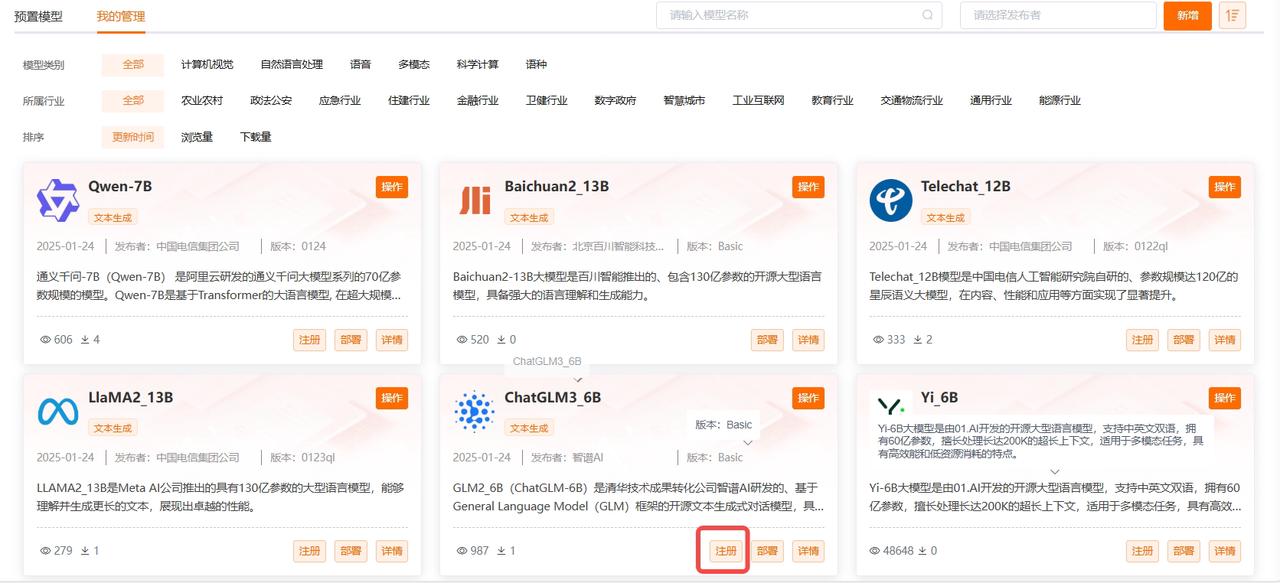 预置模型
我的管理
请输入模型名称
请选择发布者
新增
模型类别
全部
计算机视觉
自然语言处理
语音
多模态
科学计算
语种
所属行业
全部
农业农村
政法公安
应急行业
住建行业
金融行业
卫健行业
数字政府
智慧城市
工业互联网
教育行业
交通物流行业
通用行业
能源行业
排序
更新时间
浏览量
下载量
Qwen-7B
操作
文本生成
2025-01-24
发布者：中国电信集团公司
版本：0124
通义千问-7B（Qwen-7B） 是阿里云研发的通义千问大模型系列的70亿参
数规模的模型。Qwen-7B是基于Transformer的大语言模型, 在超大规模...
606
4
注册
部署
详情
Baichuan2_13B
操作
文本生成
2025-01-24
发布者：北京百川智能科技...
版本：Basic
Baichuan2-13B大模型是百川智能推出的、包含130亿参数的开源大型语言
模型，具备强大的语言理解和生成能力。
520
0
部署
详情
Telechat_12B
操作
文本生成
2025-01-24
发布者：中国电信集团公司
版本：0122ql
Telechat_12B模型是中国电信人工智能研究院自研的、参数规模达120亿的
星辰语义大模型，在内容、性能和应用等方面实现了显著提升。
333
2
注册
部署
详情
LlaMA2_13B
操作
文本生成
2025-01-24
发布者：中国电信集团公司
版本：0123ql
LLAMA2_13B是Meta AI公司推出的具有130亿参数的大型语言模型，能够
理解并生成更长的文本，展现出卓越的性能。
279
1
注册
部署
详情
ChatGLM3_6B
ChatGLM3_6B
操作
文本生成
版本：Basic
2025-01-24
发布者：智谱AI
版本：Basic
GLM2_6B（ChatGLM-6B）是清华技术成果转化公司智谱AI研发的、基于
General Language Model（GLM）框架的开源文本生成式对话模型，具...
987
1
注册
部署
详情
Yi_6B
操作
Yi-6B大模型是由01.AI开发的开源大型语言模型，支持中英文双语，拥
有60亿参数，擅长处理长达200K的超长上下文，适用于多模态任务，具
有高效能和低资源消耗的特点。
Yi-6B大模型是由01.AI开发的开源大型语言模型，支持中英文双语，拥有60
亿参数，擅长处理长达200K的超长上下文，适用于多模态任务，具有高效...
48648
0
注册
部署
详情